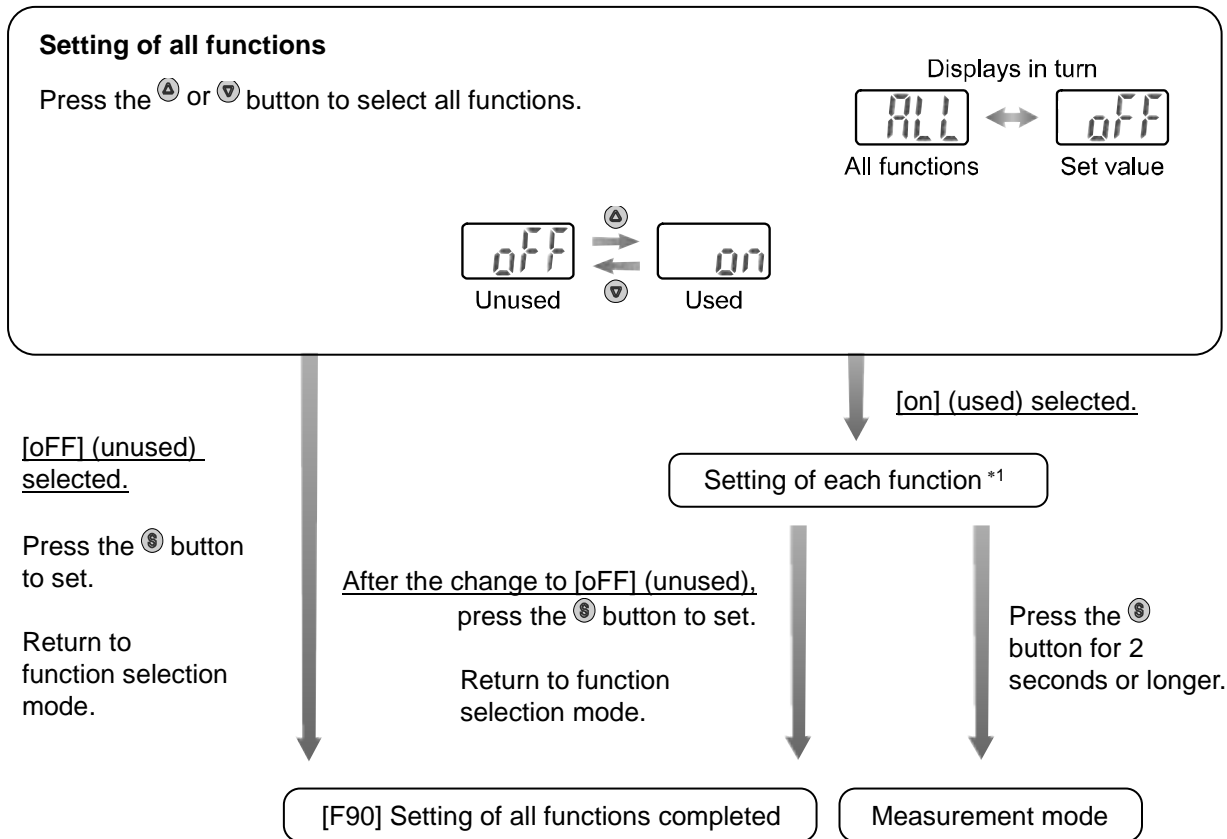 Setting of all functions
Press the or button to select all functions.
Displays in turn
ALL oFF
All functions Set value
oFF on
Unused Used
[on] (used) selected.
[oFF] (unused)
selected.
Setting of each function *1
Press the S button
to set.
Return to
function selection
mode.
After the change to [oFF] (unused),
press the S button to set.
Return to function
selection mode.
Press the S
button for 2
seconds or longer.
[F90] Setting of all functions completed
Measurement mode